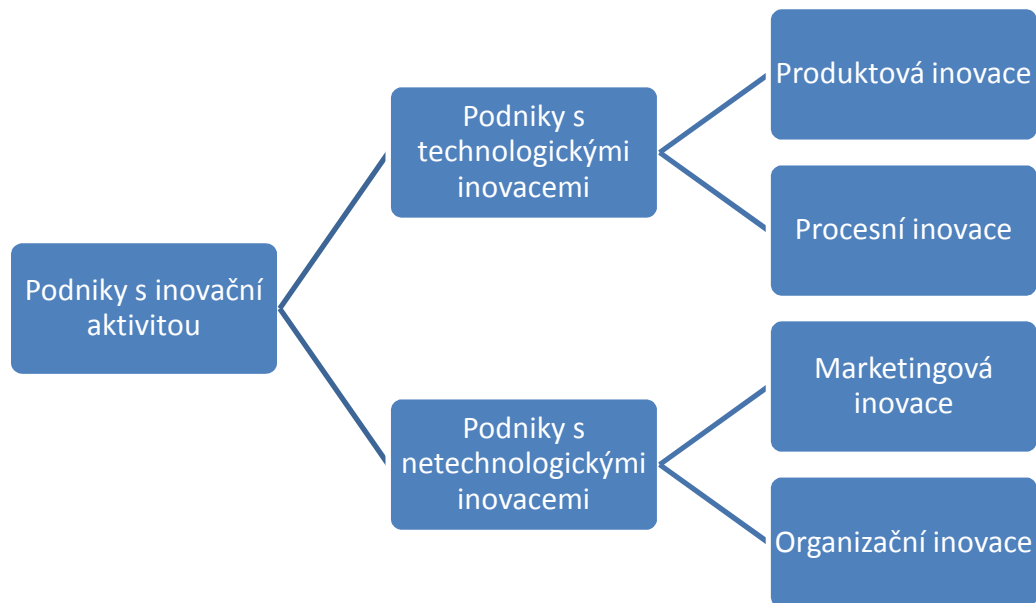 Podniky s inovační
aktivitou
Podniky s
technologickými
inovacemi
Produktová inovace
Procesní inovace
Podniky s
netechnologickými
inovacemi
Marketingová
inovace
Organizační inovace